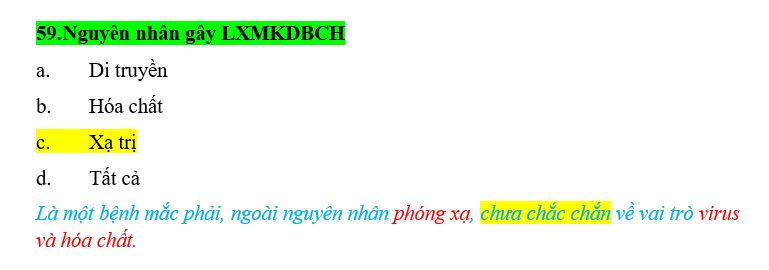 59.Nguyên nhân gây LXMKDBCH
a. Di truyền
b. Hóa chất
c. Xạ trị
d. Tất cả
Là một bệnh mắc phải, ngoài nguyên nhân phóng xạ, chưa chắc chắn về vai trò virus
và hóa chất.